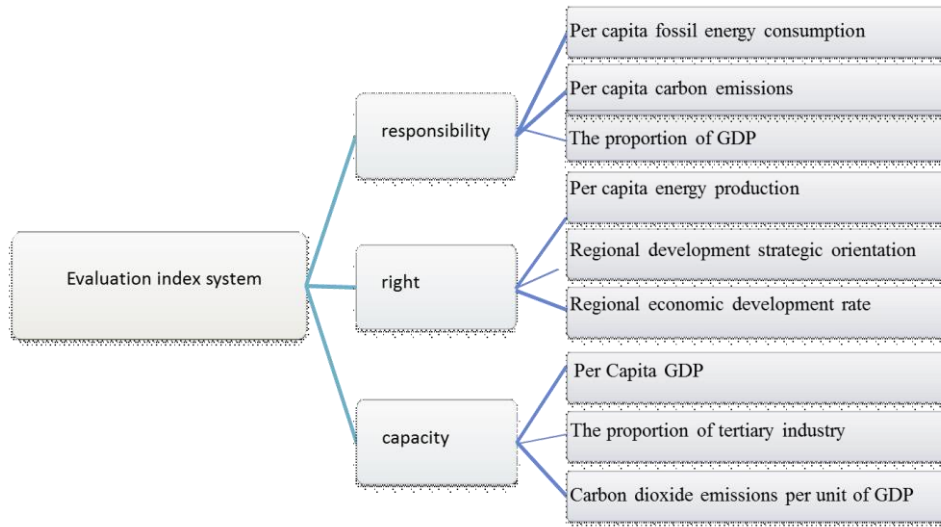 Per capita fossil energy consumption
Per capita carbon emissions
responsibility
The proportion of GDP
Per capita energy production
Regional development strategic orientation
Evaluation index system
right
Regional economic development rate
Per Capita GDP
The proportion of tertiary industry
capacity
Carbon dioxide emissions per unit of GDP